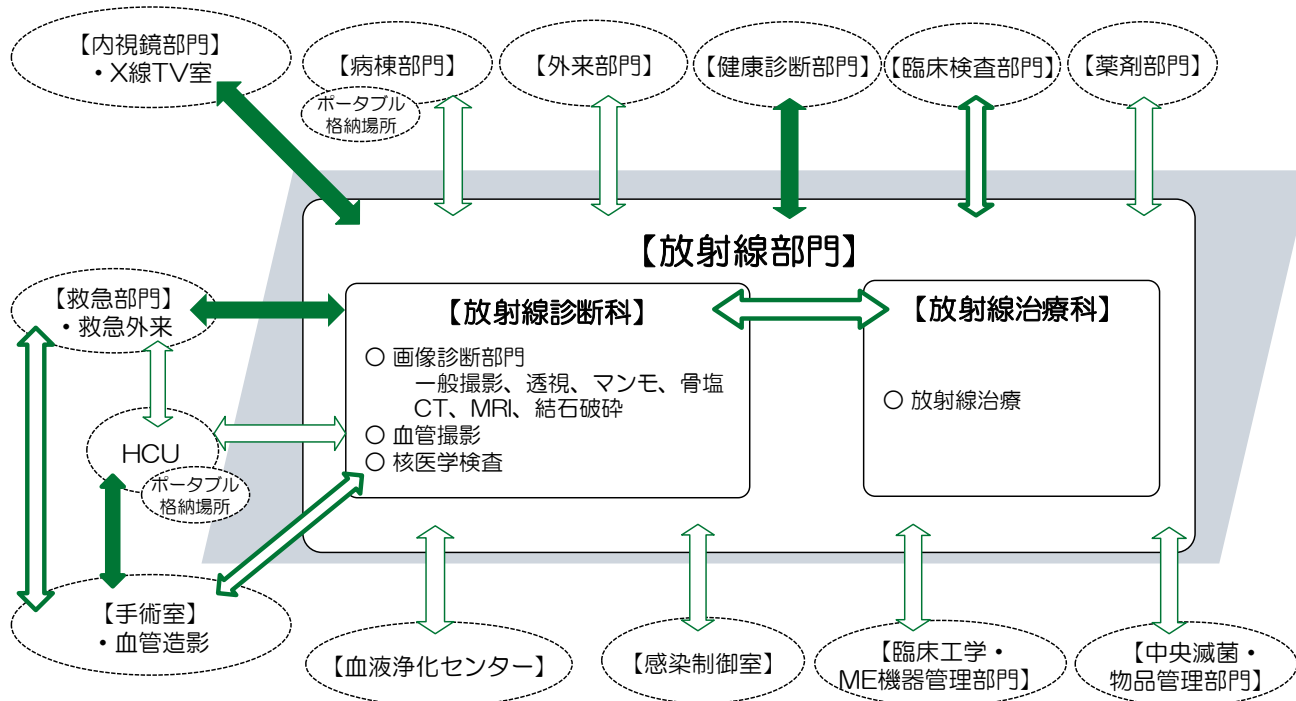 【内視鏡部門】
・X線TV室
【病棟部門】
ポータブル
格納場所
【外来部門】
【健康診断部門】
【臨床検査部門】
【薬剤部門】
【放射線部門】
【救急部門】
・救急外来
【放射線診断科】
○ 画像診断部門
一般撮影、透視、マンモ、骨塩
CT、MRI、結石破砕
○ 血管撮影
○ 核医学検査
【放射線治療科】
○ 放射線治療
HCU
ポータブル
格納場所
【手術室】
・血管造影
【血液浄化センター】
【感染制御室】
【臨床工学・
ME機器管理部門】
【中央滅菌・
物品管理部門】